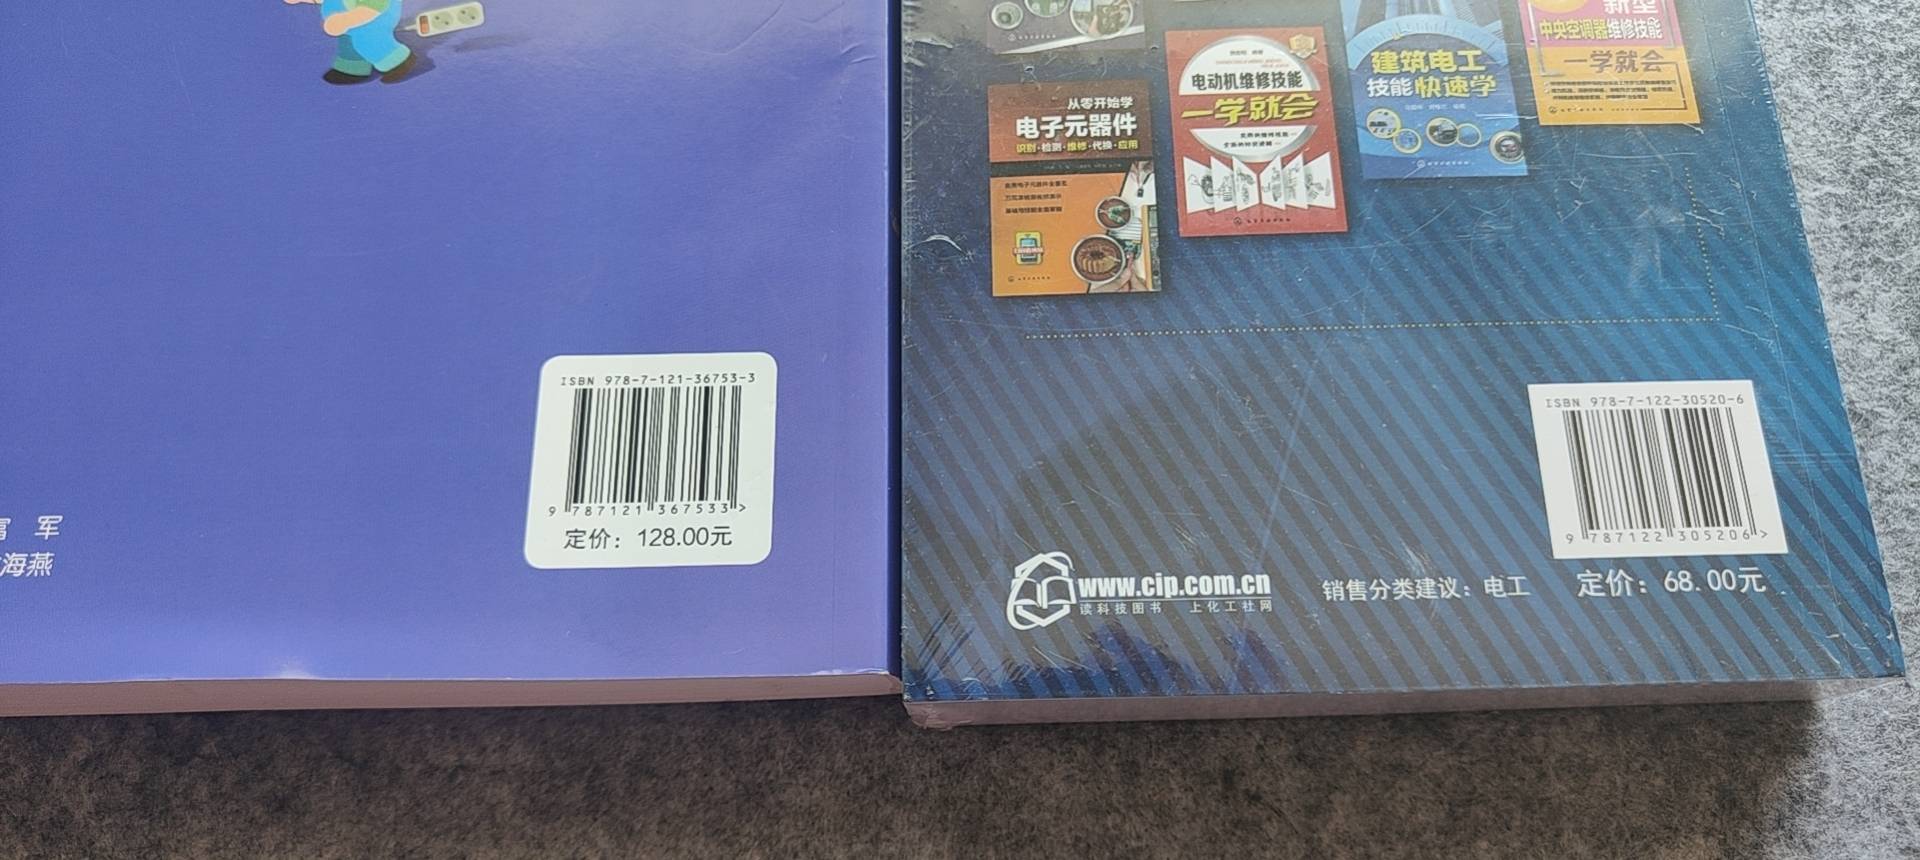 军
海燕
ISBN 978-7-121-36753-3
9 787121 367533 >
定价：128.00元
从零开始学
电子元器件
识别·检测·维修·代换·应用
电动机维修技能
一学就会
建筑电工
技能快速学
新型
中央空调器维修技能
一学就会
ISBN 978-7-122-30520-6
9 787122 305206 >
www.cip.com.cn
读科技图书 上化工社网
销售分类建议：电工
定价：68.00元